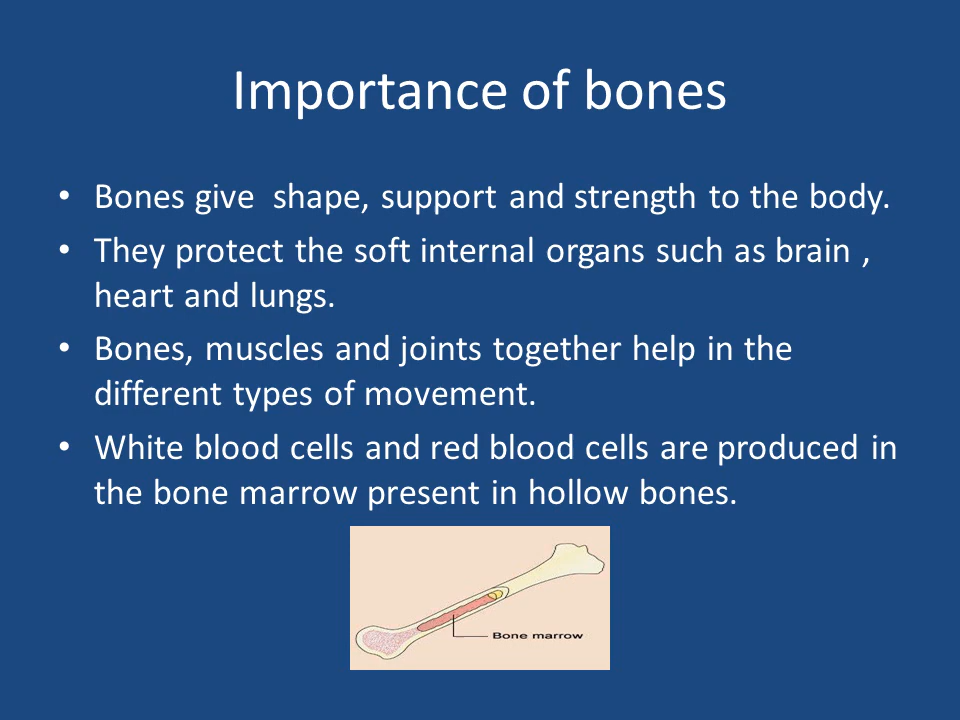 Importance of bones
• Bones give  shape, support and strength to the body.
• They protect the soft internal organs such as brain ,
heart and lungs.
• Bones, muscles and joints together help in the
different types of movement.
• White blood cells and red blood cells are produced in
the bone marrow present in hollow bones.
Bone marrow